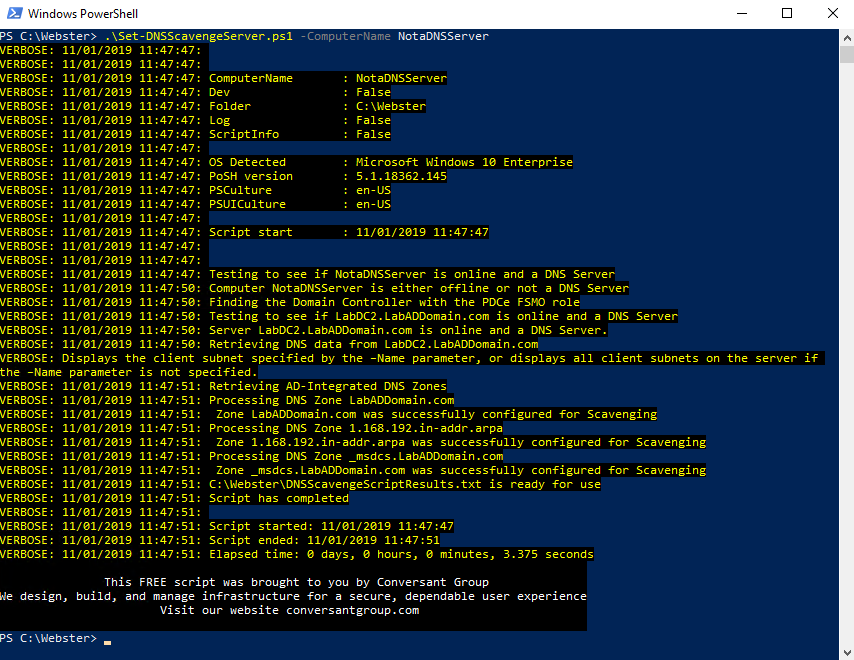 Windows PowerShell
PS C:\Webster> .\Set-DNSScavengeServer.ps1 -ComputerName NotaDNSServer
VERBOSE: 11/01/2019 11:47:47:
VERBOSE: 11/01/2019 11:47:47:
VERBOSE: 11/01/2019 11:47:47: ComputerName       : NotaDNSServer
VERBOSE: 11/01/2019 11:47:47: Dev                : False
VERBOSE: 11/01/2019 11:47:47: Folder             : C:\Webster
VERBOSE: 11/01/2019 11:47:47: Log                : False
VERBOSE: 11/01/2019 11:47:47: ScriptInfo         : False
VERBOSE: 11/01/2019 11:47:47:
VERBOSE: 11/01/2019 11:47:47: OS Detected        : Microsoft Windows 10 Enterprise
VERBOSE: 11/01/2019 11:47:47: PoSH version       : 5.1.18362.145
VERBOSE: 11/01/2019 11:47:47: PSCulture          : en-US
VERBOSE: 11/01/2019 11:47:47: PSUICulture        : en-US
VERBOSE: 11/01/2019 11:47:47:
VERBOSE: 11/01/2019 11:47:47: Script start       : 11/01/2019 11:47:47
VERBOSE: 11/01/2019 11:47:47:
VERBOSE: 11/01/2019 11:47:47:
VERBOSE: 11/01/2019 11:47:47: Testing to see if NotaDNSServer is online and a DNS Server
VERBOSE: 11/01/2019 11:47:50: Computer NotaDNSServer is either offline or not a DNS Server
VERBOSE: 11/01/2019 11:47:50: Finding the Domain Controller with the PDCe FSMO role
VERBOSE: 11/01/2019 11:47:50: Testing to see if LabDC2.LabADDomain.com is online and a DNS Server
VERBOSE: 11/01/2019 11:47:50: Server LabDC2.LabADDomain.com is online and a DNS Server.
VERBOSE: 11/01/2019 11:47:50: Retrieving DNS data from LabDC2.LabADDomain.com
VERBOSE: Displays the client subnet specified by the -Name parameter, or displays all client subnets on the server if
the -Name parameter is not specified.
VERBOSE: 11/01/2019 11:47:51: Retrieving AD-Integrated DNS Zones
VERBOSE: 11/01/2019 11:47:51: Processing DNS Zone LabADDomain.com
VERBOSE: 11/01/2019 11:47:51:  Zone LabADDomain.com was successfully configured for Scavenging
VERBOSE: 11/01/2019 11:47:51: Processing DNS Zone 1.168.192.in-addr.arpa
VERBOSE: 11/01/2019 11:47:51:  Zone 1.168.192.in-addr.arpa was successfully configured for Scavenging
VERBOSE: 11/01/2019 11:47:51: Processing DNS Zone _msdcs.LabADDomain.com
VERBOSE: 11/01/2019 11:47:51:  Zone _msdcs.LabADDomain.com was successfully configured for Scavenging
VERBOSE: 11/01/2019 11:47:51: C:\Webster\DNSScavengeScriptResults.txt is ready for use
VERBOSE: 11/01/2019 11:47:51: Script has completed
VERBOSE: 11/01/2019 11:47:51:
VERBOSE: 11/01/2019 11:47:51: Script started: 11/01/2019 11:47:47
VERBOSE: 11/01/2019 11:47:51: Script ended: 11/01/2019 11:47:51
VERBOSE: 11/01/2019 11:47:51: Elapsed time: 0 days, 0 hours, 0 minutes, 3.375 seconds
This FREE script was brought to you by Conversant Group
We design, build, and manage infrastructure for a secure, dependable user experience
Visit our website conversantgroup.com
PS C:\Webster>